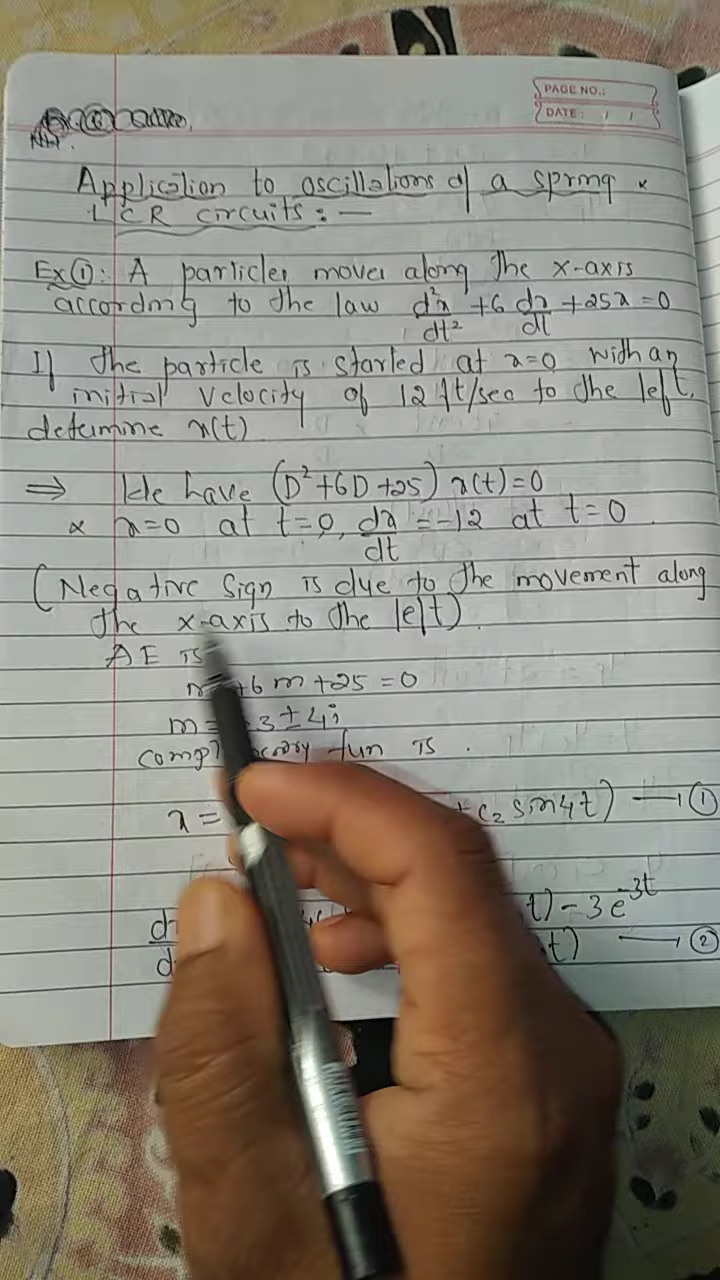 PAGE NO.:
DATE: / /
Application to oscillations of a spring &
LCR circuits :—
Ex①: A particle moves along the x-axis
according to the law d²x/dt² + 6 dx/dt + 25x = 0
If the particle is started at x=0 with an
initial velocity of 12 ft/sec to the left,
determine x(t)
⇒ We have (D²+6D+25) x(t)=0
& x=0 at t=0, dx/dt = -12 at t=0.
(Negative sign is due to the movement along
the x-axis to the left).
AE is
+6m+25=0
m= 3±4i
fun is.
x= +c₂ sin4t) —①
t) - 3e^-3t
t) —②